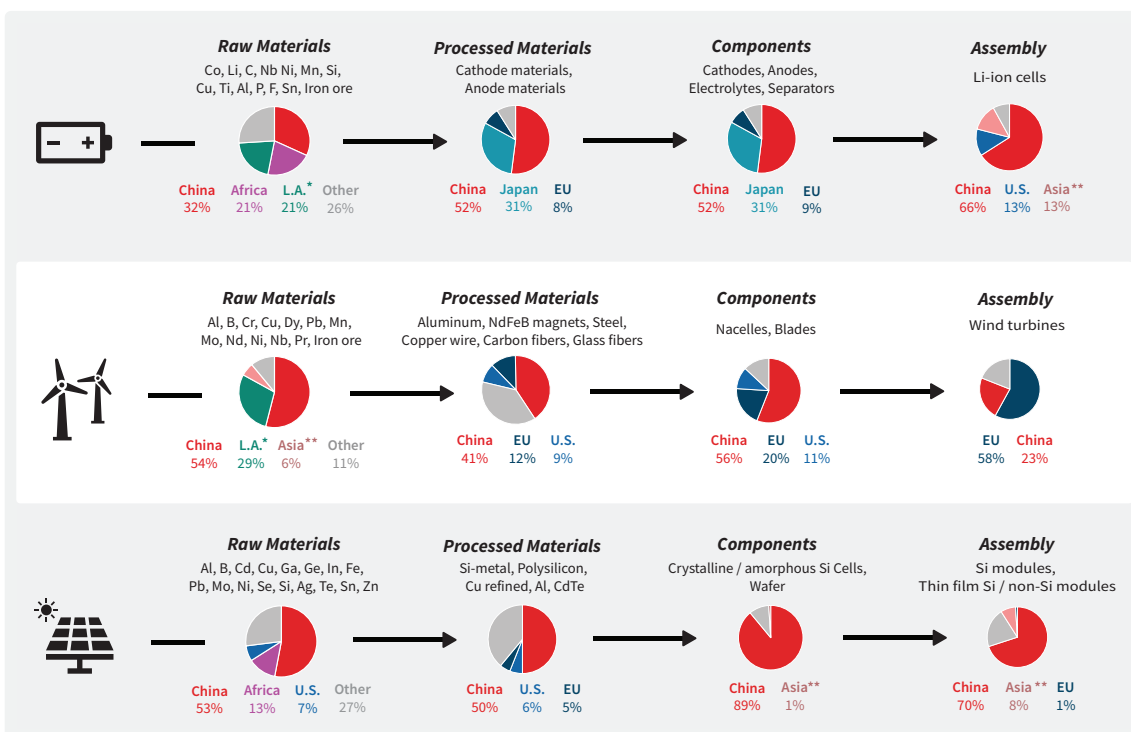 Raw Materials
Co, Li, C, Nb Ni, Mn, Si,
Cu, Ti, Al, P, F, Sn, Iron ore
China Africa L.A.* Other
32% 21% 21% 26%
Processed Materials
Cathode materials,
Anode materials
China Japan EU
52% 31% 8%
Components
Cathodes, Anodes,
Electrolytes, Separators
China Japan EU
52% 31% 9%
Assembly
Li-ion cells
China U.S. Asia**
66% 13% 13%
Raw Materials
Al, B, Cr, Cu, Dy, Pb, Mn,
Mo, Nd, Ni, Nb, Pr, Iron ore
China L.A.* Asia** Other
54% 29% 6% 11%
Processed Materials
Aluminum, NdFeB magnets, Steel,
Copper wire, Carbon fibers, Glass fibers
China EU U.S.
41% 12% 9%
Components
Nacelles, Blades
China EU U.S.
56% 20% 11%
Assembly
Wind turbines
EU China
58% 23%
Raw Materials
Al, B, Cd, Cu, Ga, Ge, In, Fe,
Pb, Mo, Ni, Se, Si, Ag, Te, Sn, Zn
China Africa U.S. Other
53% 13% 7% 27%
Processed Materials
Si-metal, Polysilicon,
Cu refined, Al, CdTe
China U.S. EU
50% 6% 5%
Components
Crystalline / amorphous Si Cells,
Wafer
China Asia**
89% 1%
Assembly
Si modules,
Thin film Si / non-Si modules
China Asia ** EU
70% 8% 1%